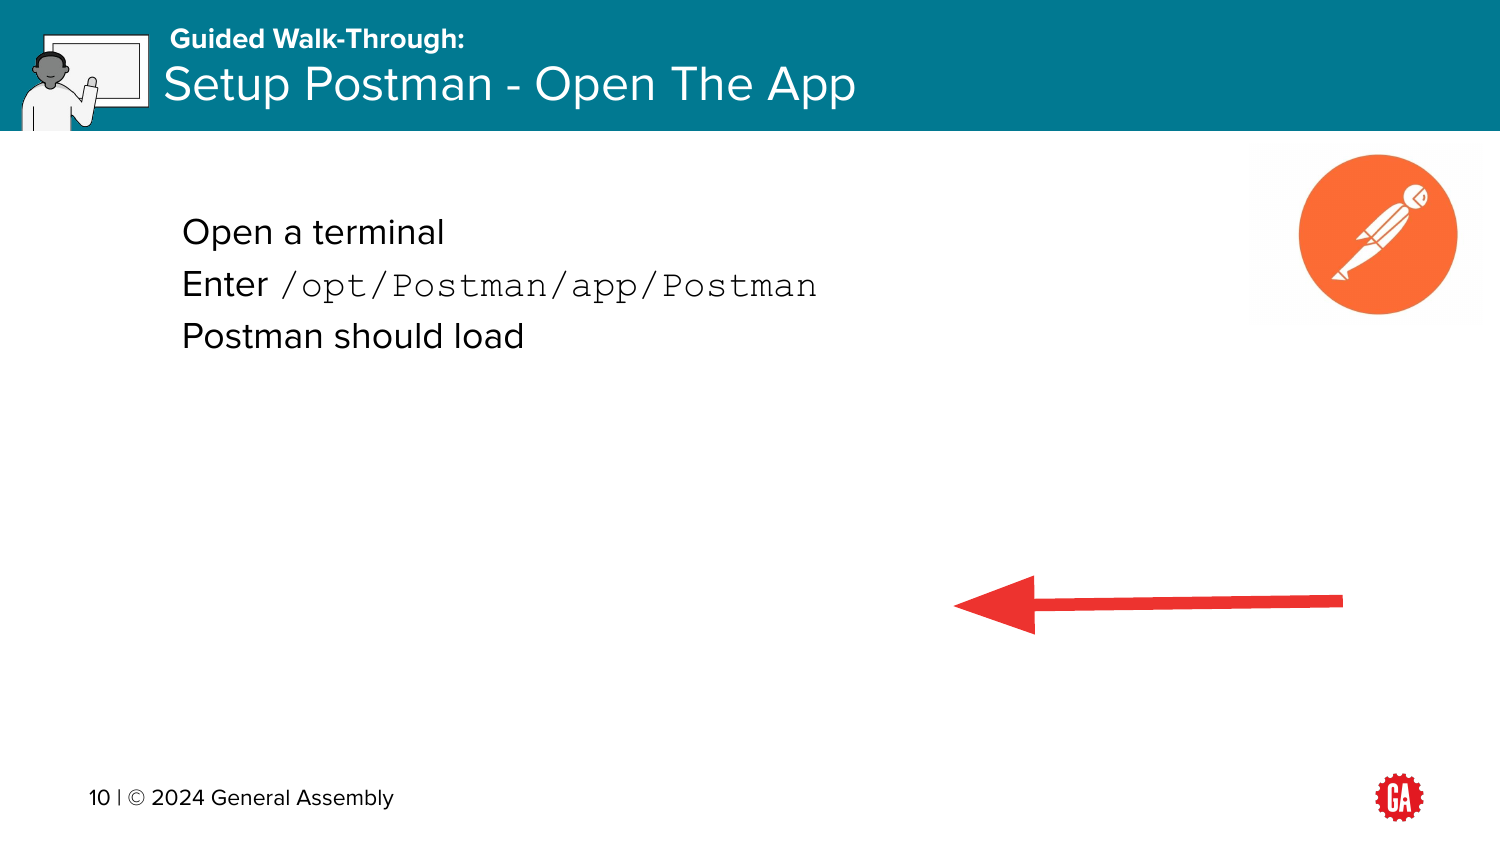 Guided Walk-Through:
Setup Postman - Open The App
Open a terminal
Enter /opt/Postman/app/Postman
Postman should load
10 | © 2024 General Assembly
GA